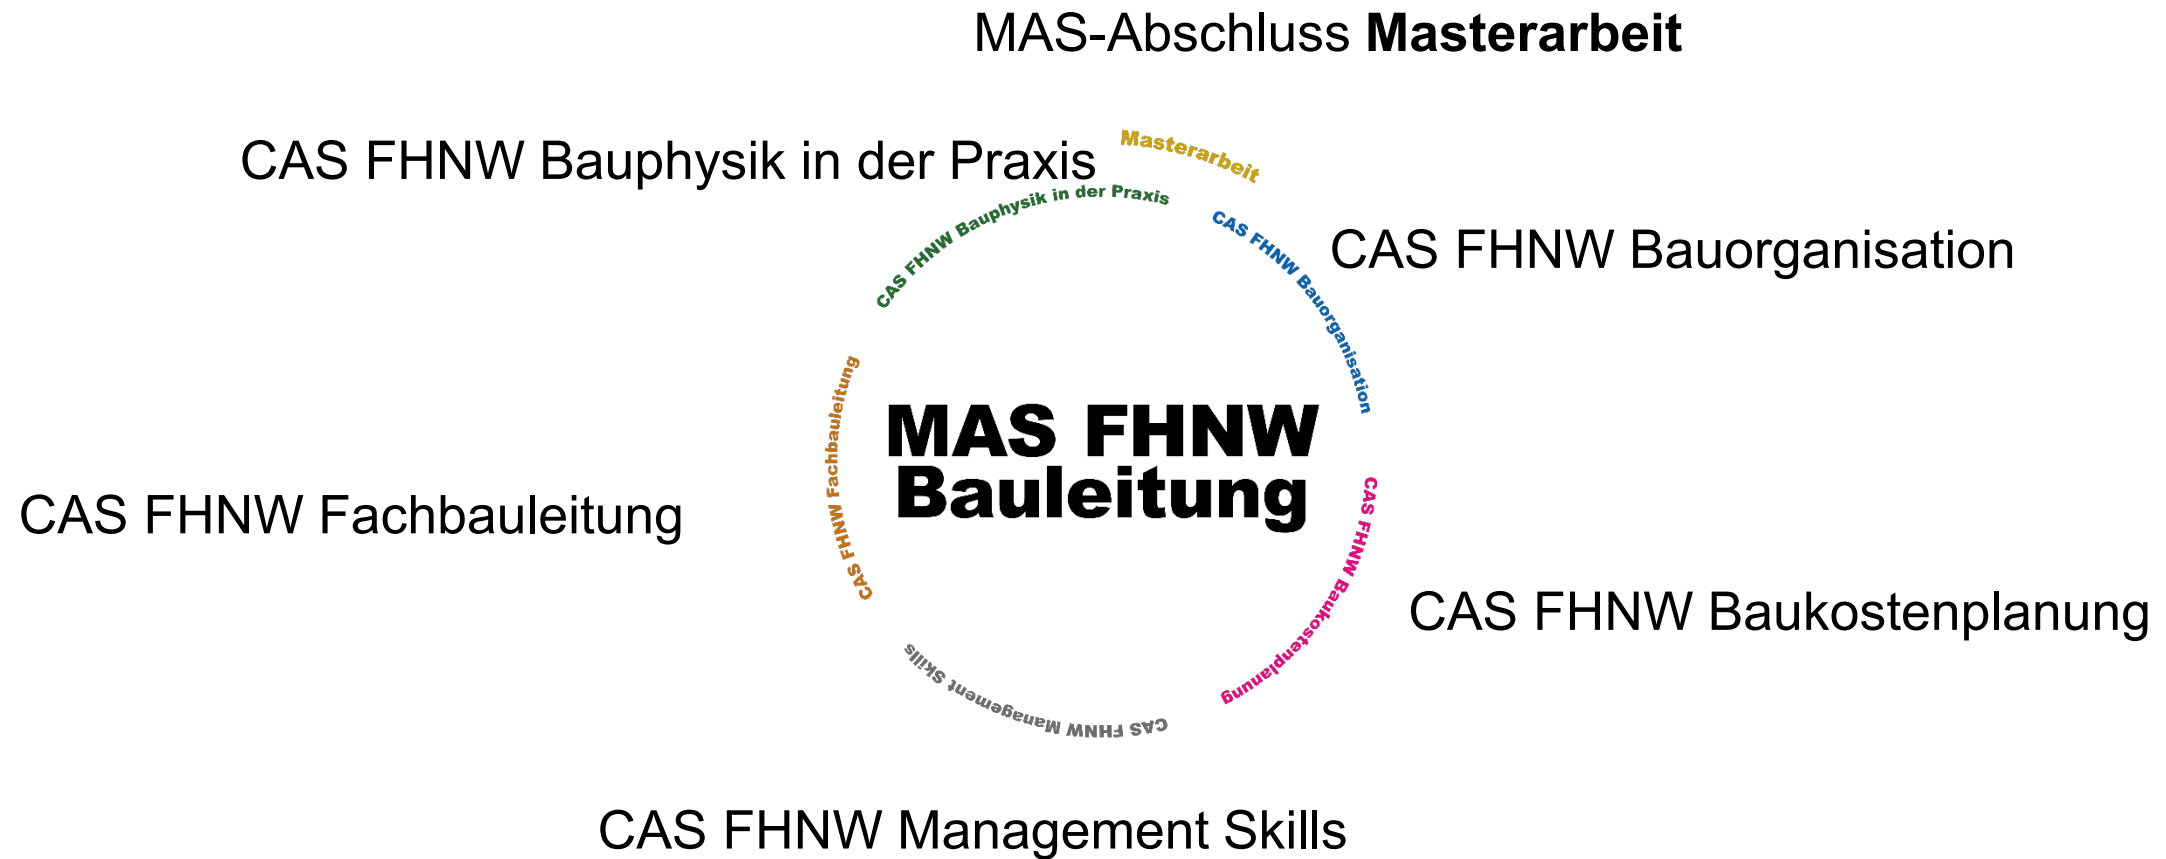 MAS-Abschluss Masterarbeit
CAS FHNW Bauphysik in der Praxis
Masterarbeit
CAS FHNW Bauphysik in der Praxis
CAS FHNW Bauorganisation
CAS FHNW Bauorganisation
CAS FHNW Fachbauleitung
MAS FHNW
Bauleitung
CAS FHNW Fachbauleitung
CAS FHNW Baukostenplanung
CAS FHNW Baukostenplanung
CAS FHNW Management Skills
CAS FHNW Management Skills